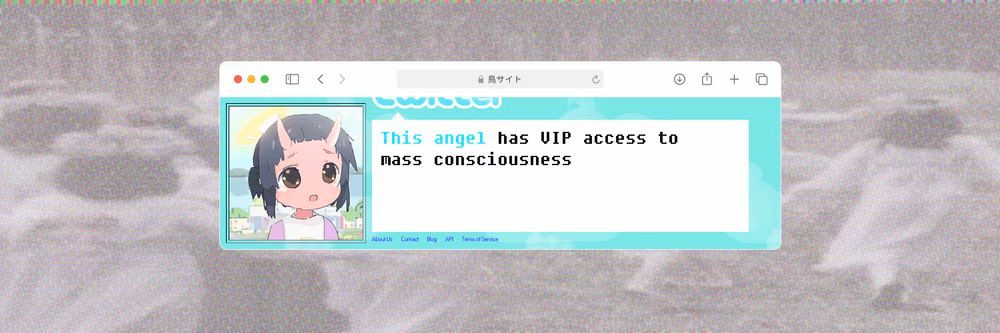 鳥サイト
twitter
This angel has VIP access to
mass consciousness
About Us Contact Blog API Terms of Service